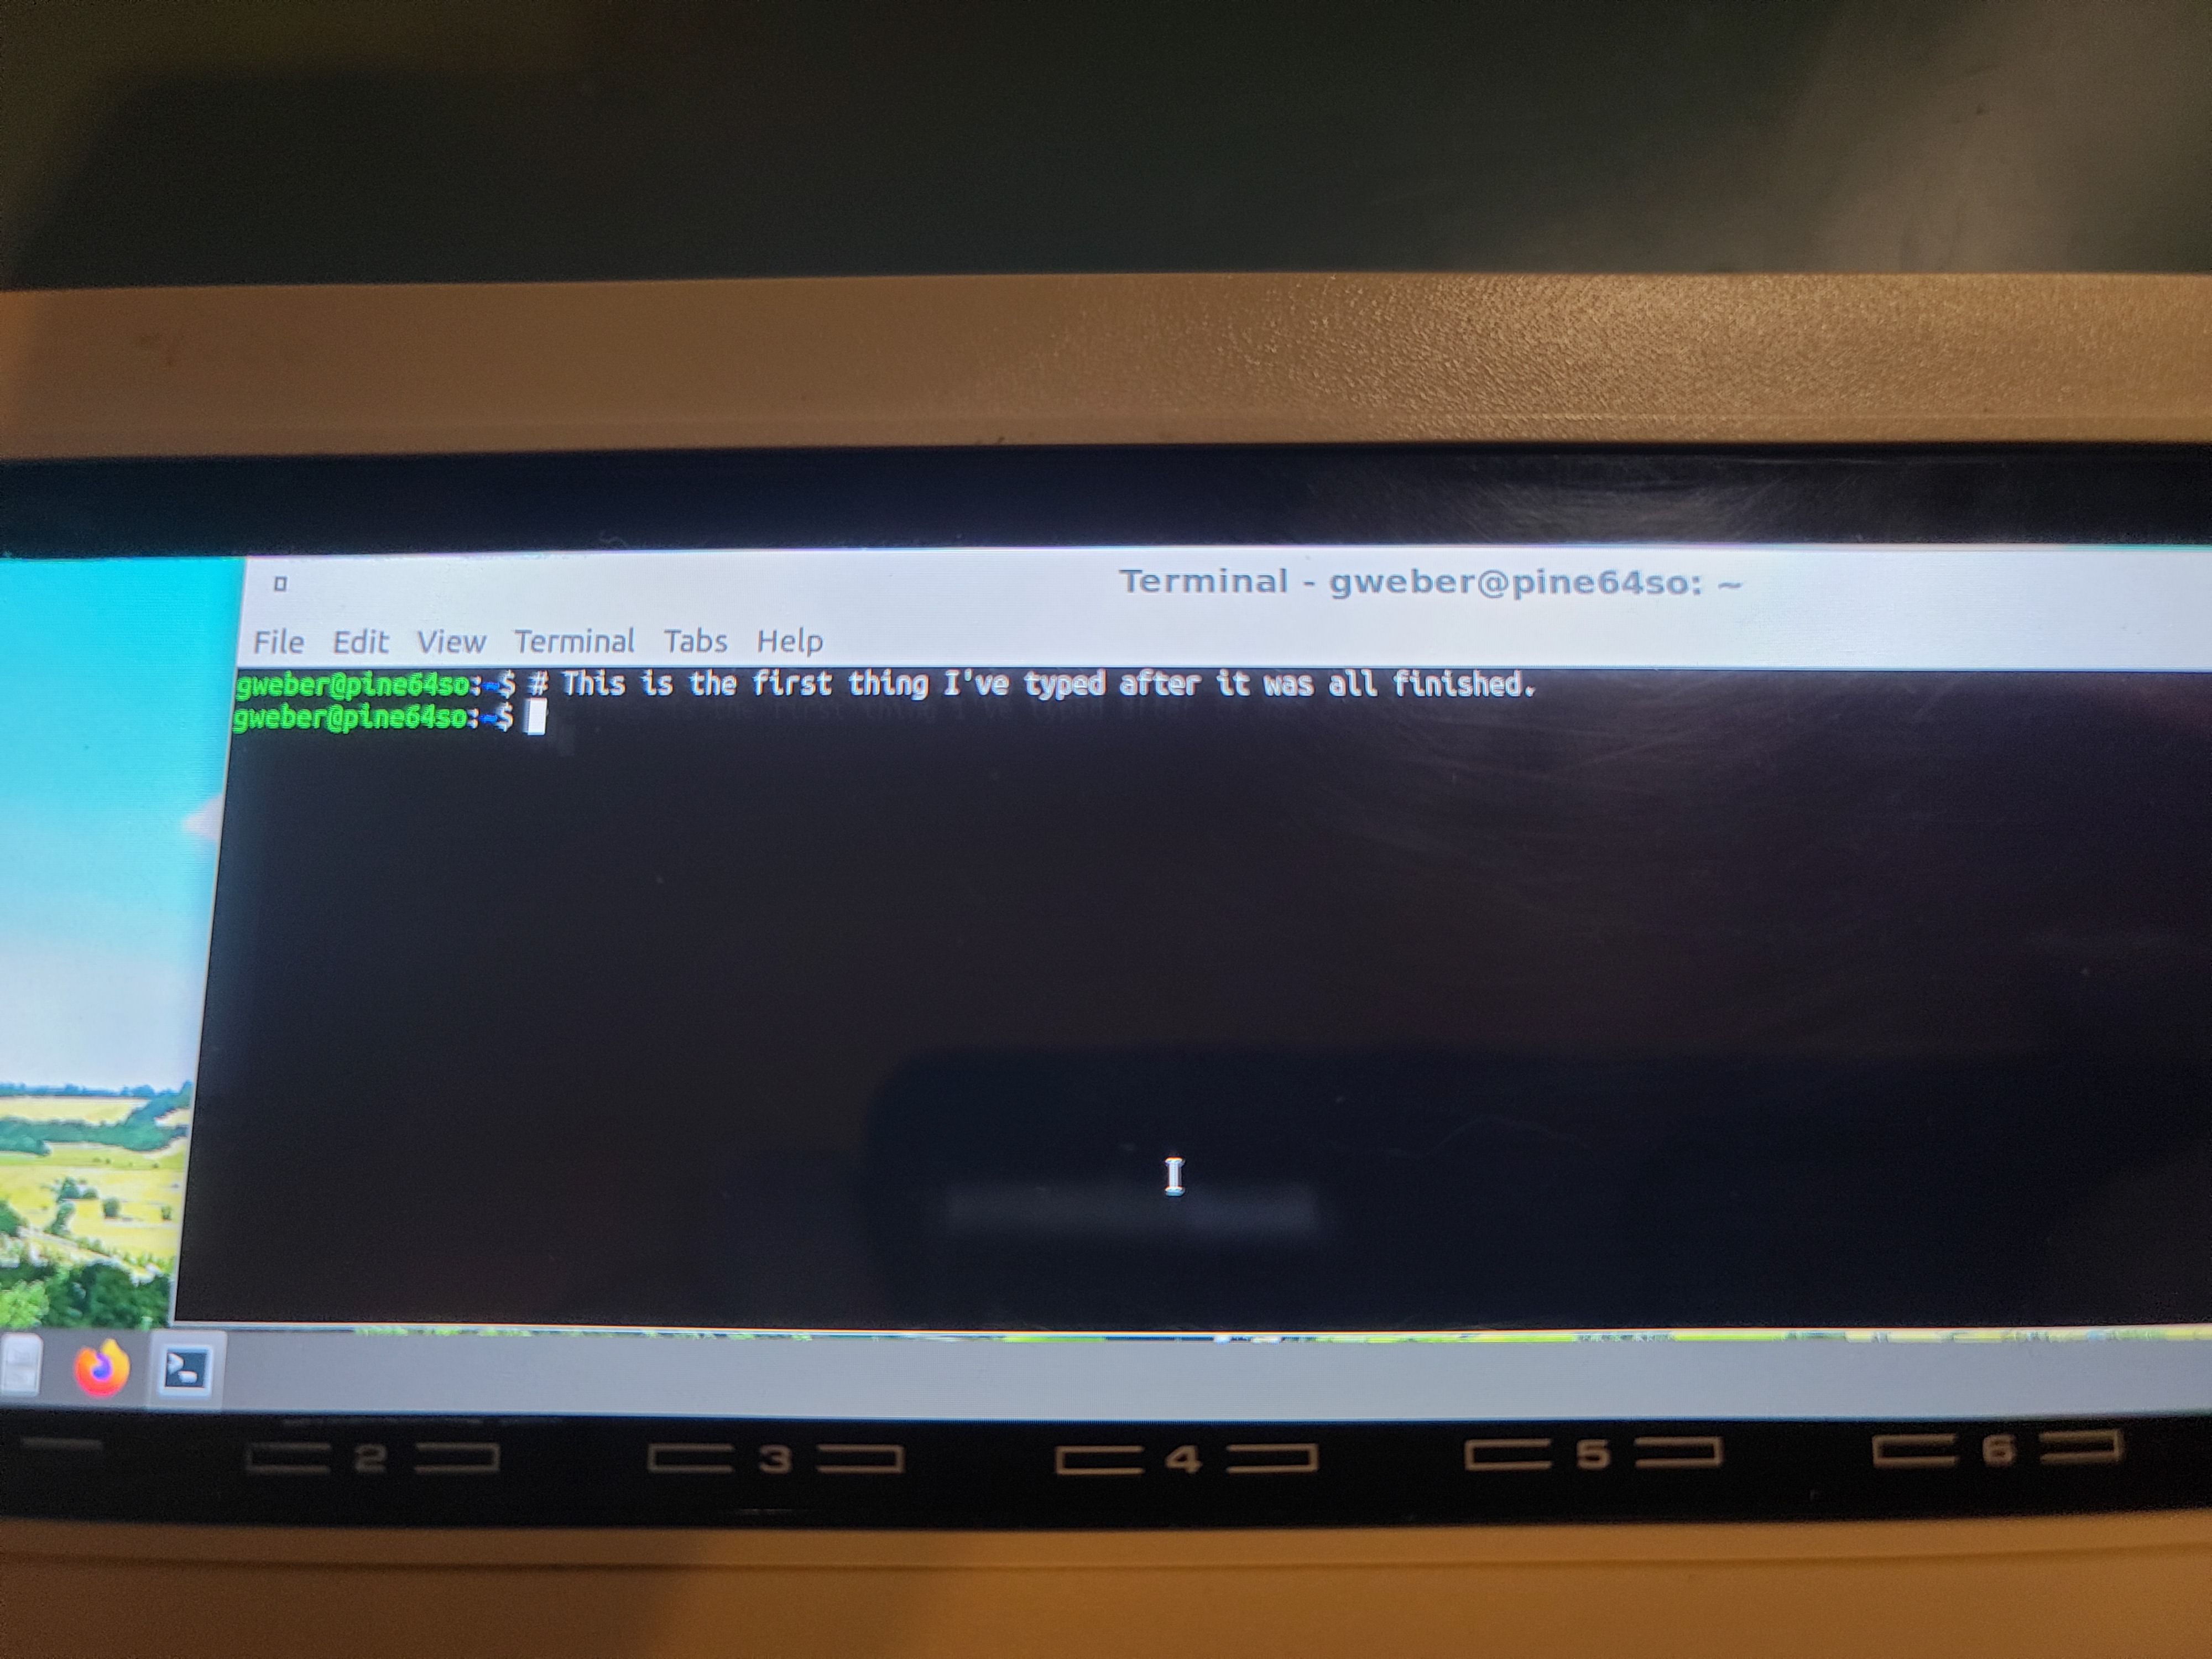 Terminal - gweber@pine64so: ~
File Edit View Terminal Tabs Help
gweber@pine64so:~$ # This is the first thing I've typed after it was all finished.
gweber@pine64so:~$
2 3 4 5 6